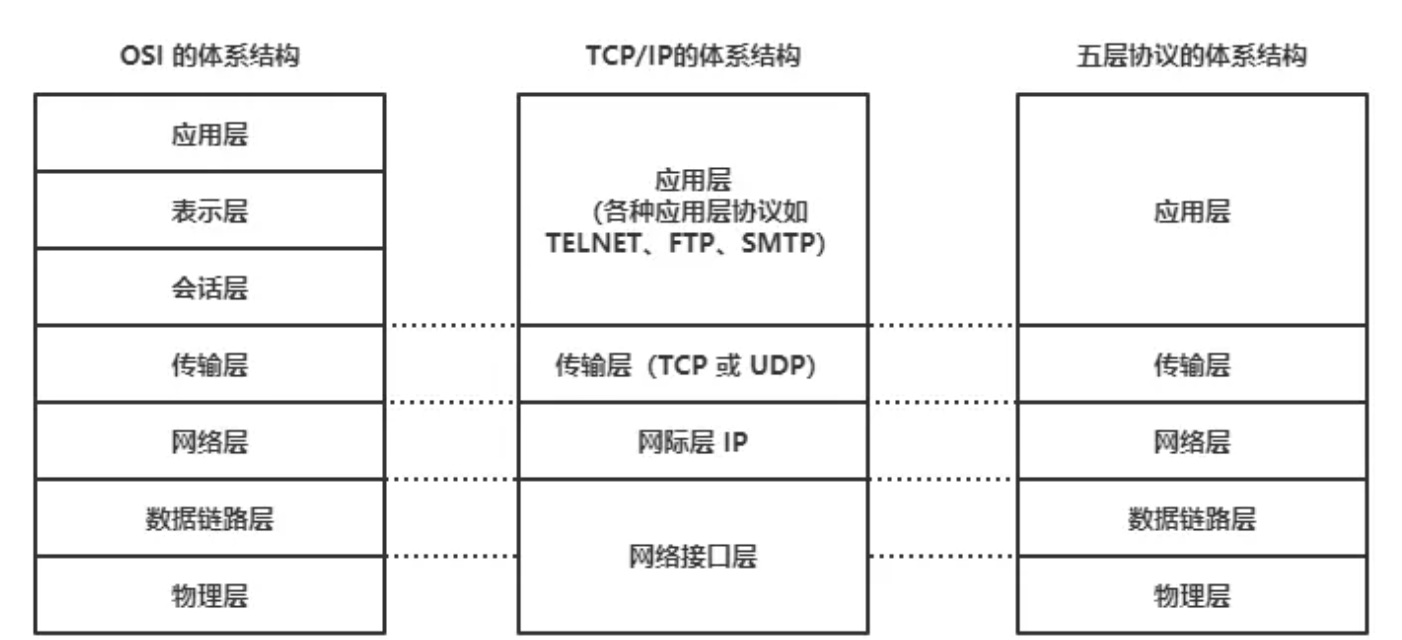 OSI 的体系结构
应用层
表示层
会话层
传输层
网络层
数据链路层
物理层
TCP/IP的体系结构
应用层
(各种应用层协议如
TELNET、FTP、SMTP)
传输层（TCP 或 UDP）
网际层 IP
网络接口层
五层协议的体系结构
应用层
传输层
网络层
数据链路层
物理层